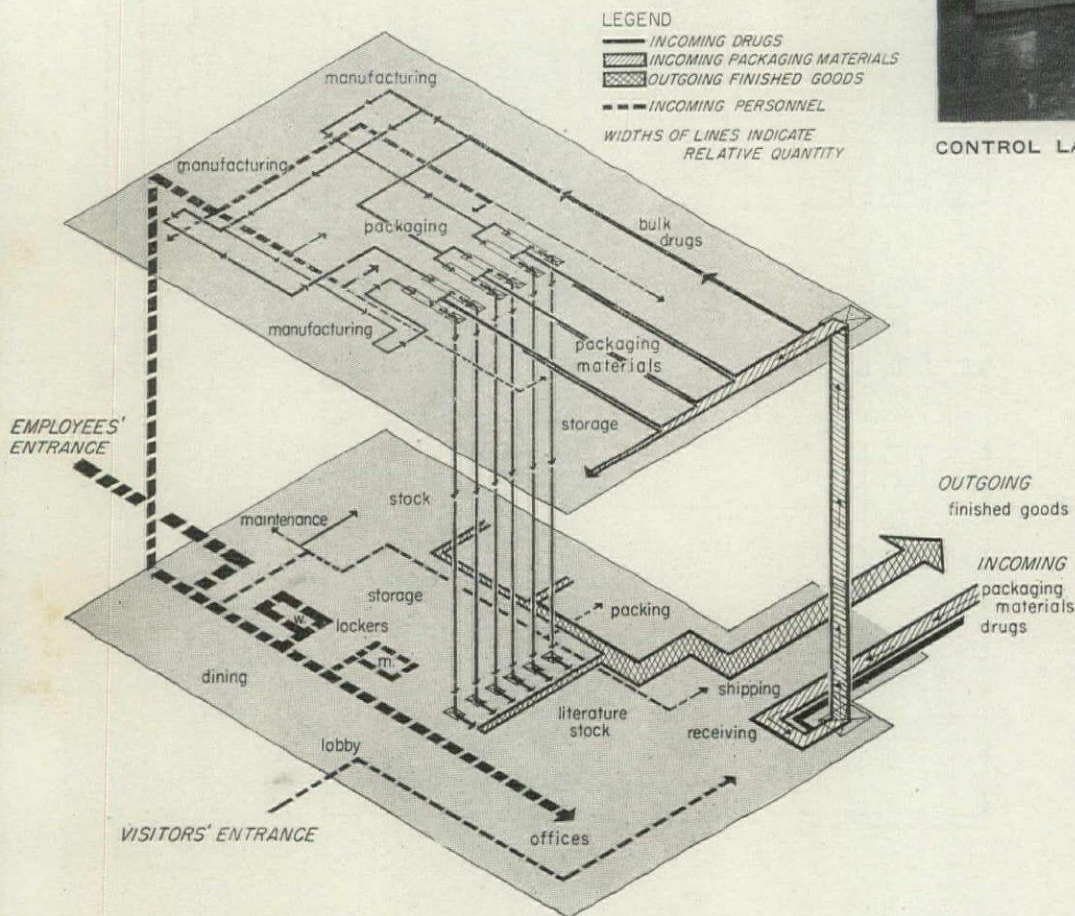 LEGEND
INCOMING DRUGS
INCOMING PACKAGING MATERIALS
OUTGOING FINISHED GOODS
INCOMING PERSONNEL
WIDTHS OF LINES INDICATE
RELATIVE QUANTITY
CONTROL LA
manufacturing
manufacturing
packaging
bulk
drugs
manufacturing
packaging
materials
storage
EMPLOYEES'
ENTRANCE
stock
maintenance
OUTGOING
finished goods
INCOMING
packaging
materials
drugs
storage
packing
w.
lockers
m.
dining
shipping
literature
stock
receiving
lobby
VISITORS' ENTRANCE
offices